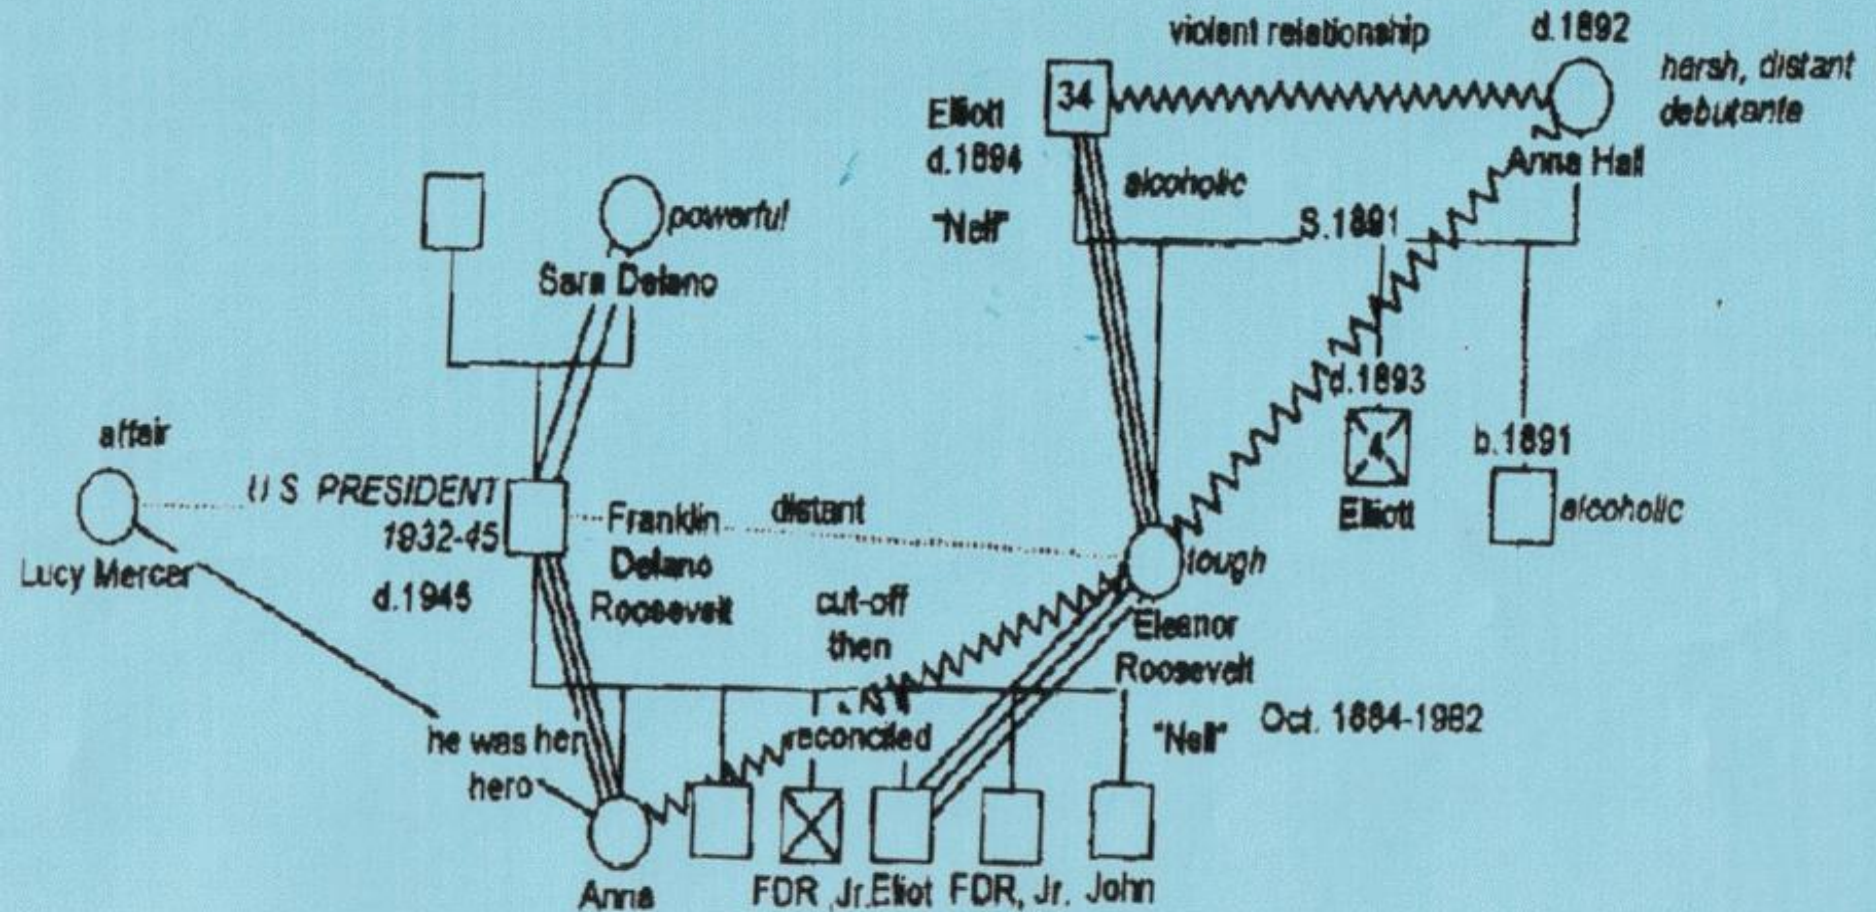 violent relationship
d.1892
harsh, distant
debutante
34
Elliott
d.1894
"Nell"
alcoholic
Anna Hall
S.1891
powerful
Sara Delano
d.1893
4
Elliott
b.1891
alcoholic
affair
Lucy Mercer
U S PRESIDENT
1932-45
d.1945
Franklin
Delano
Roosevelt
distant
tough
Eleanor
Roosevelt
"Nell"
Oct. 1884-1962
cut-off
then
reconciled
he was her
hero
Anna
FDR ,Jr.
Eliot
FDR, Jr.
John